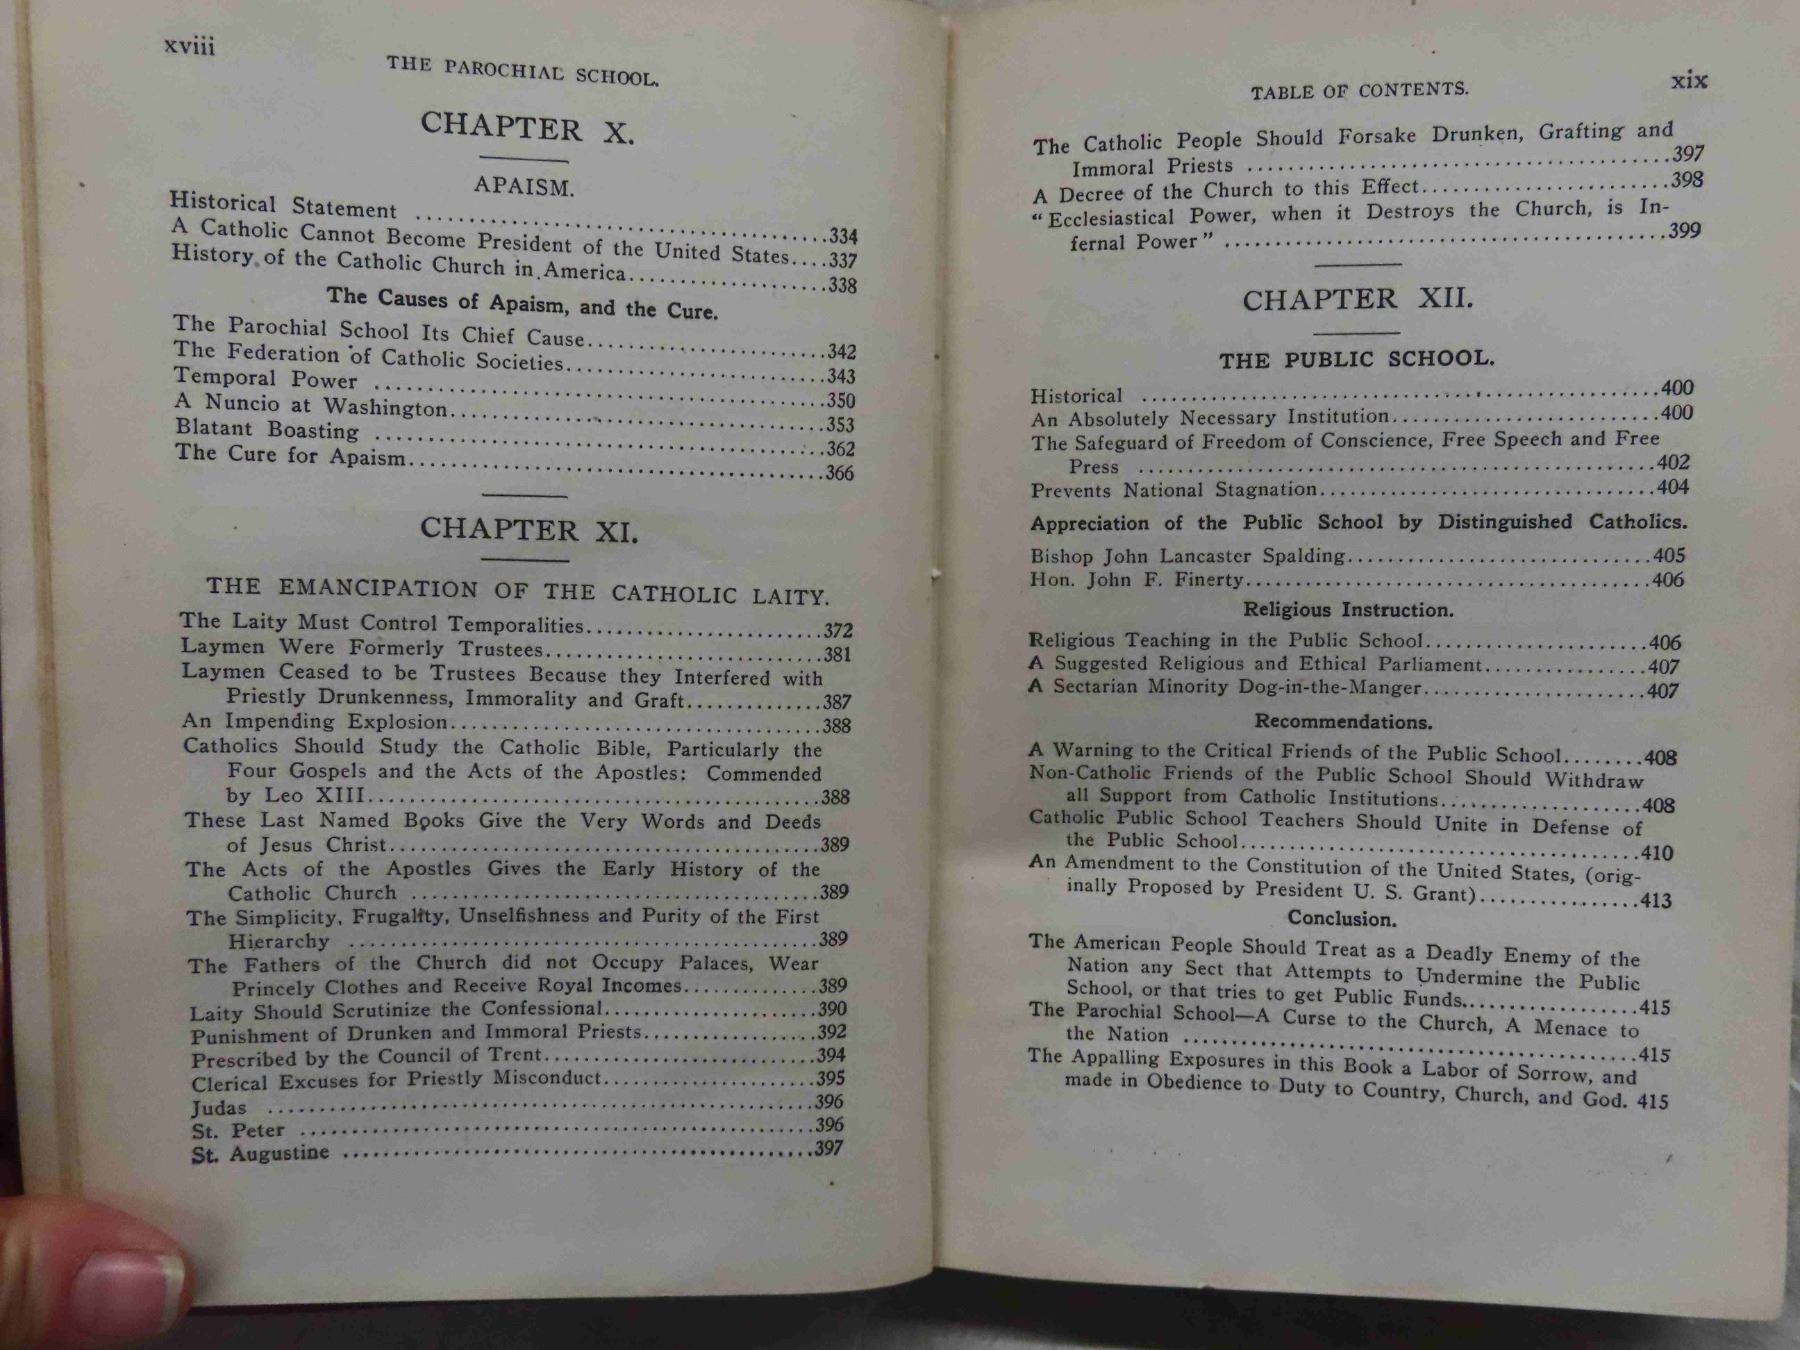 xviii
THE PAROCHIAL SCHOOL.
CHAPTER X.
APAISM.
Historical Statement ........................................334
A Catholic Cannot Become President of the United States....337
History of the Catholic Church in America....................338
The Causes of Apaism, and the Cure.
The Parochial School Its Chief Cause........................342
The Federation of Catholic Societies..........................343
Temporal Power ............................................350
A Nuncio at Washington.....................................353
Blatant Boasting ............................................362
The Cure for Apaism.........................................366
CHAPTER XI.
THE EMANCIPATION OF THE CATHOLIC LAITY.
The Laity Must Control Temporalities........................372
Laymen Were Formerly Trustees............................381
Laymen Ceased to be Trustees Because they Interfered with
Priestly Drunkenness, Immorality and Graft..............387
An Impending Explosion.....................................388
Catholics Should Study the Catholic Bible, Particularly the
Four Gospels and the Acts of the Apostles: Commended
by Leo XIII.............................................388
These Last Named Books Give the Very Words and Deeds
of Jesus Christ...........................................389
The Acts of the Apostles Gives the Early History of the
Catholic Church .........................................389
The Simplicity, Frugality, Unselfishness and Purity of the First
Hierarchy ...............................................389
The Fathers of the Church did not Occupy Palaces, Wear
Princely Clothes and Receive Royal Incomes..............389
Laity Should Scrutinize the Confessional......................390
Punishment of Drunken and Immoral Priests..................392
Prescribed by the Council of Trent............................394
Clerical Excuses for Priestly Misconduct......................395
Judas .......................................................396
St. Peter ...................................................396
St. Augustine ...............................................397
TABLE OF CONTENTS.
xix
The Catholic People Should Forsake Drunken, Grafting and
Immoral Priests .........................................397
A Decree of the Church to this Effect.........................398
“Ecclesiastical Power, when it Destroys the Church, is In-
fernal Power” ...........................................399
CHAPTER XII.
THE PUBLIC SCHOOL.
Historical ...................................................400
An Absolutely Necessary Institution...........................400
The Safeguard of Freedom of Conscience, Free Speech and Free
Press ...................................................402
Prevents National Stagnation.................................404
Appreciation of the Public School by Distinguished Catholics.
Bishop John Lancaster Spalding..............................405
Hon. John F. Finerty........................................406
Religious Instruction.
Religious Teaching in the Public School.......................406
A Suggested Religious and Ethical Parliament................407
A Sectarian Minority Dog-in-the-Manger......................407
Recommendations.
A Warning to the Critical Friends of the Public School........408
Non-Catholic Friends of the Public School Should Withdraw
all Support from Catholic Institutions....................408
Catholic Public School Teachers Should Unite in Defense of
the Public School........................................410
An Amendment to the Constitution of the United States, (orig-
inally Proposed by President U. S. Grant)................413
Conclusion.
The American People Should Treat as a Deadly Enemy of the
Nation any Sect that Attempts to Undermine the Public
School, or that tries to get Public Funds..................415
The Parochial School—A Curse to the Church, A Menace to
the Nation ..............................................415
The Appalling Exposures in this Book a Labor of Sorrow, and
made in Obedience to Duty to Country, Church, and God. 415